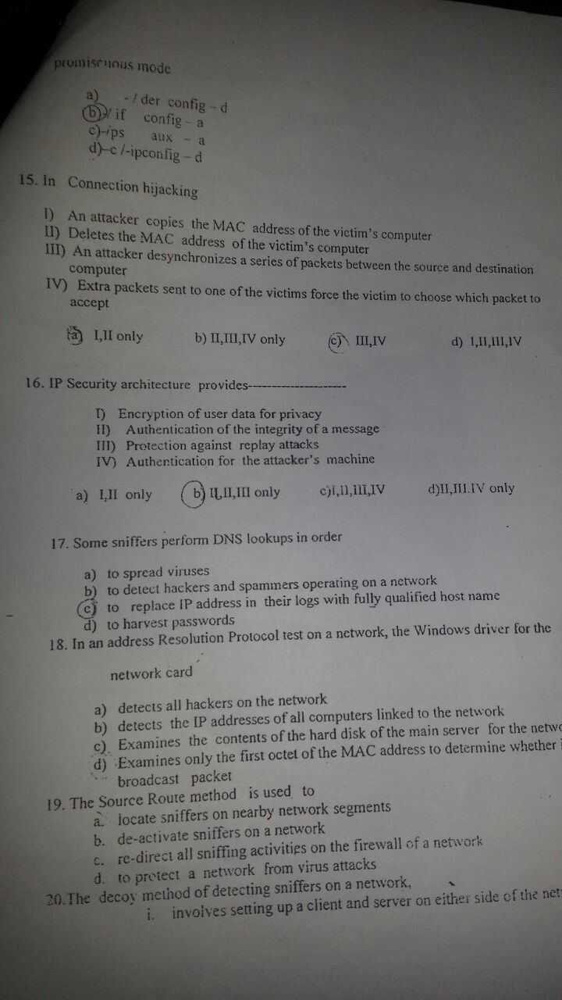 promiscuous mode
a) -/ der config – d
b) / if config - a
c)-/ps aux – a
d)-c /-ipconfig – d
15. In Connection hijacking
I) An attacker copies the MAC address of the victim's computer
II) Deletes the MAC address of the victim's computer
III) An attacker desynchronizes a series of packets between the source and destination
computer
IV) Extra packets sent to one of the victims force the victim to choose which packet to
accept
a) I,II only b) II,III,IV only c) III,IV d) I,II,III,IV
16. IP Security architecture provides---------------------
I) Encryption of user data for privacy
II) Authentication of the integrity of a message
III) Protection against replay attacks
IV) Authentication for the attacker's machine
a) I,II only b) I,II,III only c)I,II,III,IV d)II,III.IV only
17. Some sniffers perform DNS lookups in order
a) to spread viruses
b) to detect hackers and spammers operating on a network
c) to replace IP address in their logs with fully qualified host name
d) to harvest passwords
18. In an address Resolution Protocol test on a network, the Windows driver for the
network card
a) detects all hackers on the network
b) detects the IP addresses of all computers linked to the network
c) Examines the contents of the hard disk of the main server for the netwo
d) Examines only the first octet of the MAC address to determine whether
broadcast packet
19. The Source Route method is used to
a. locate sniffers on nearby network segments
b. de-activate sniffers on a network
c. re-direct all sniffing activities on the firewall of a network
d. to protect a network from virus attacks
20.The decoy method of detecting sniffers on a network,
i. involves setting up a client and server on either side of the net